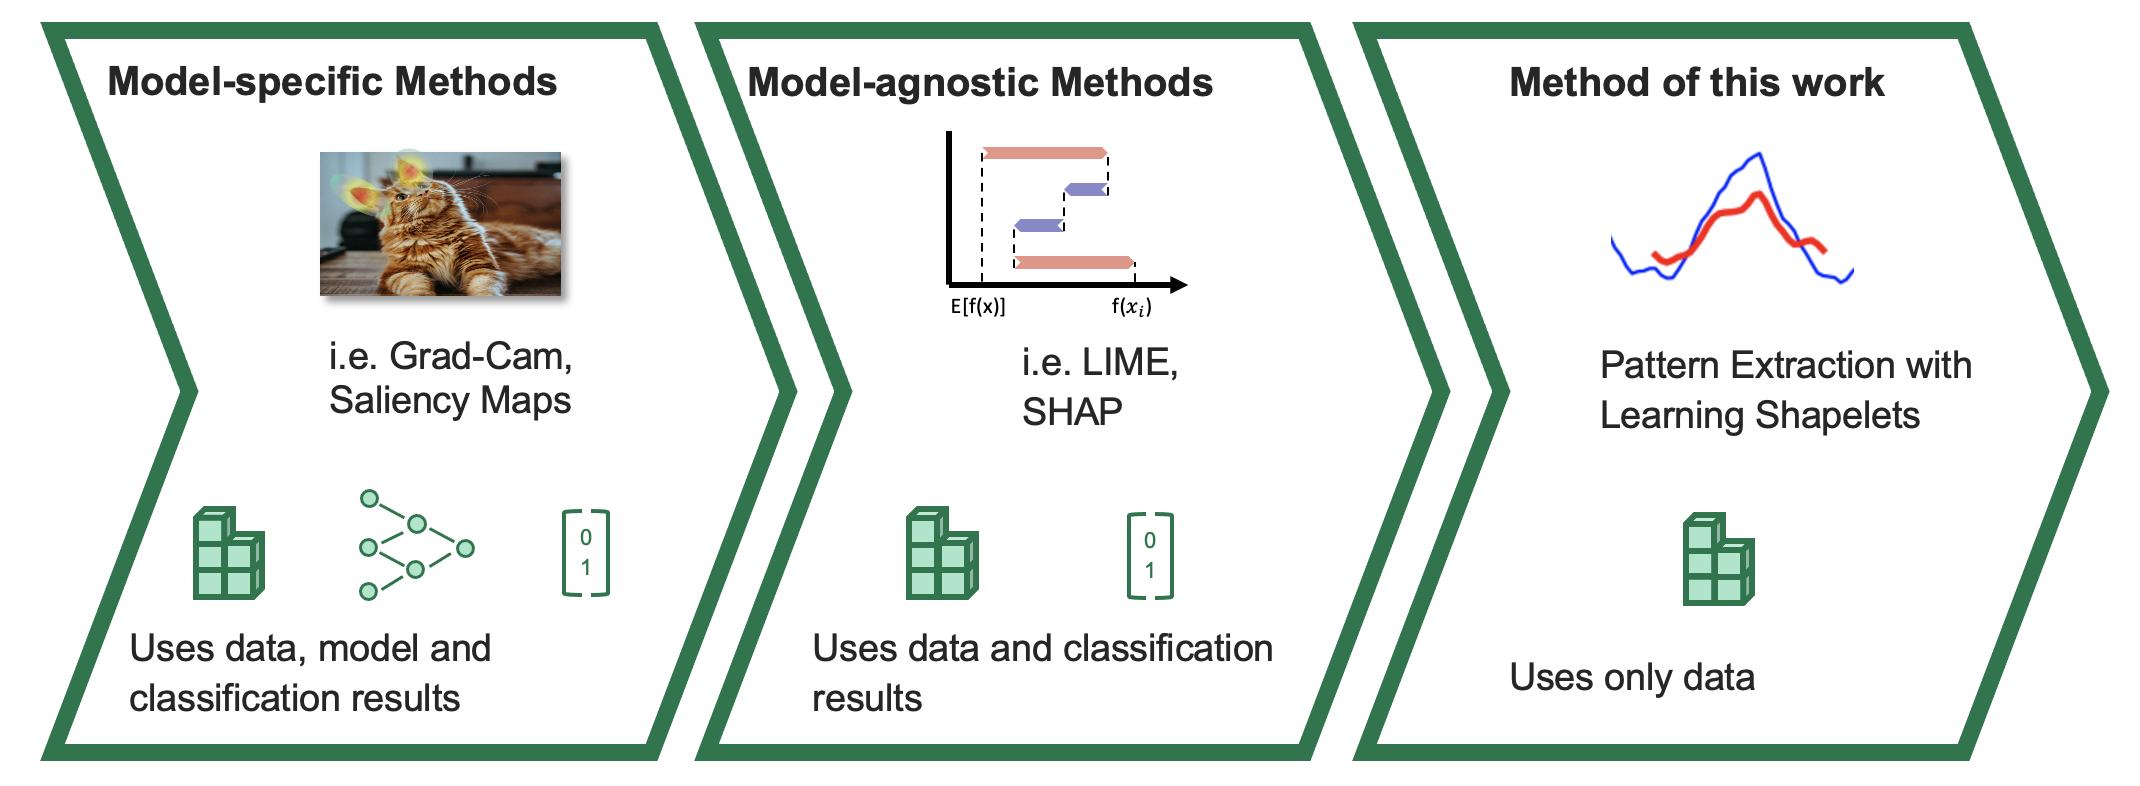 Model-specific Methods
i.e. Grad-Cam,
Saliency Maps
0
1
Uses data, model and
classification results
Model-agnostic Methods
E[f(x)]
f(xᵢ)
i.e. LIME,
SHAP
0
1
Uses data and classification
results
Method of this work
Pattern Extraction with
Learning Shapelets
Uses only data